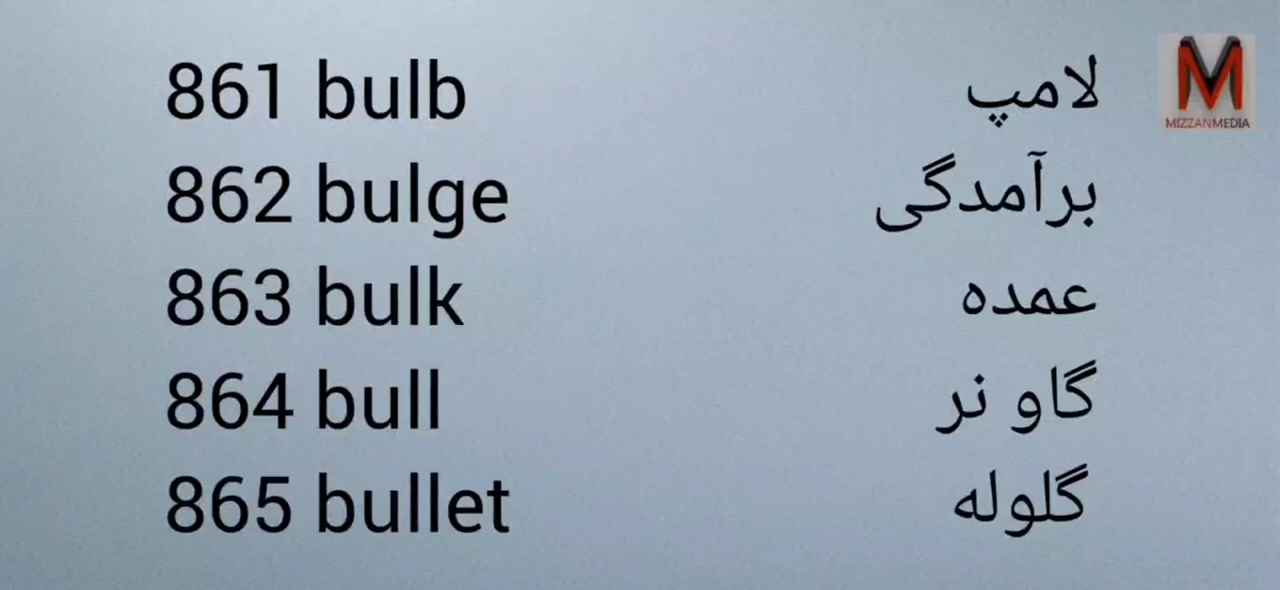 861 bulb لامپ
862 bulge برآمدگی
863 bulk عمده
864 bull گاو نر
865 bullet گلوله
MIZZANMEDIA